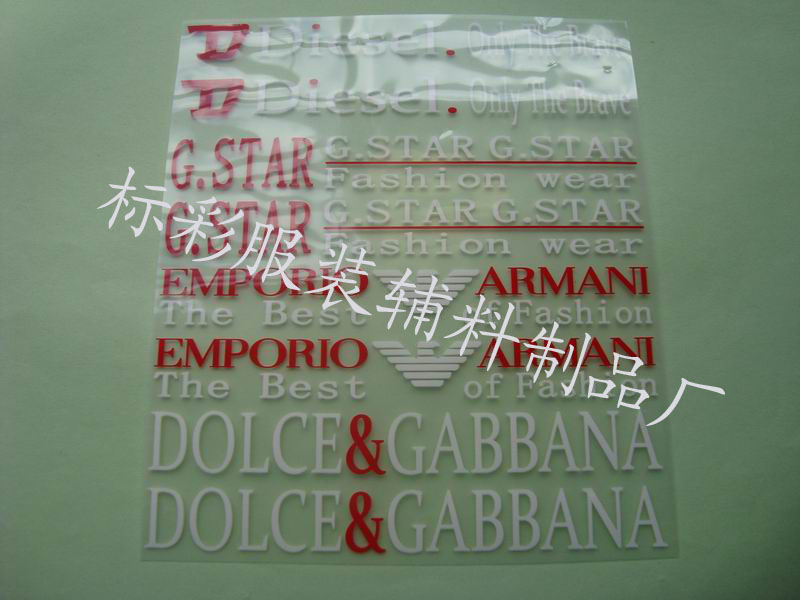 D Diesel. Only The Brave
D Diesel. Only The Brave
G.STAR G.STAR G.STAR
Fashion wear
G.STAR G.STAR G.STAR
Fashion wear
EMPORIO ARMANI
The Best of Fashion
EMPORIO ARMANI
The Best of Fashion
DOLCE&GABBANA
DOLCE&GABBANA
标彩服装辅料制品厂